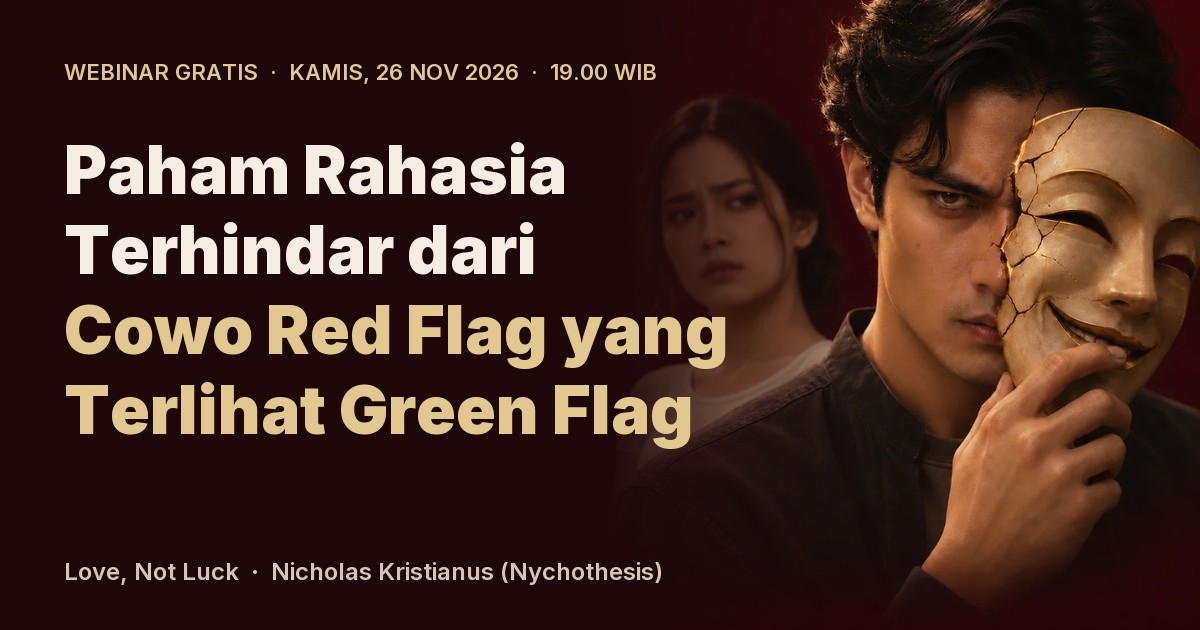 WEBINAR GRATIS · KAMIS, 26 NOV 2026 · 19.00 WIB
Paham Rahasia
Terhindar dari
Cowo Red Flag yang
Terlihat Green Flag
Love, Not Luck · Nicholas Kristianus (Nychothesis)